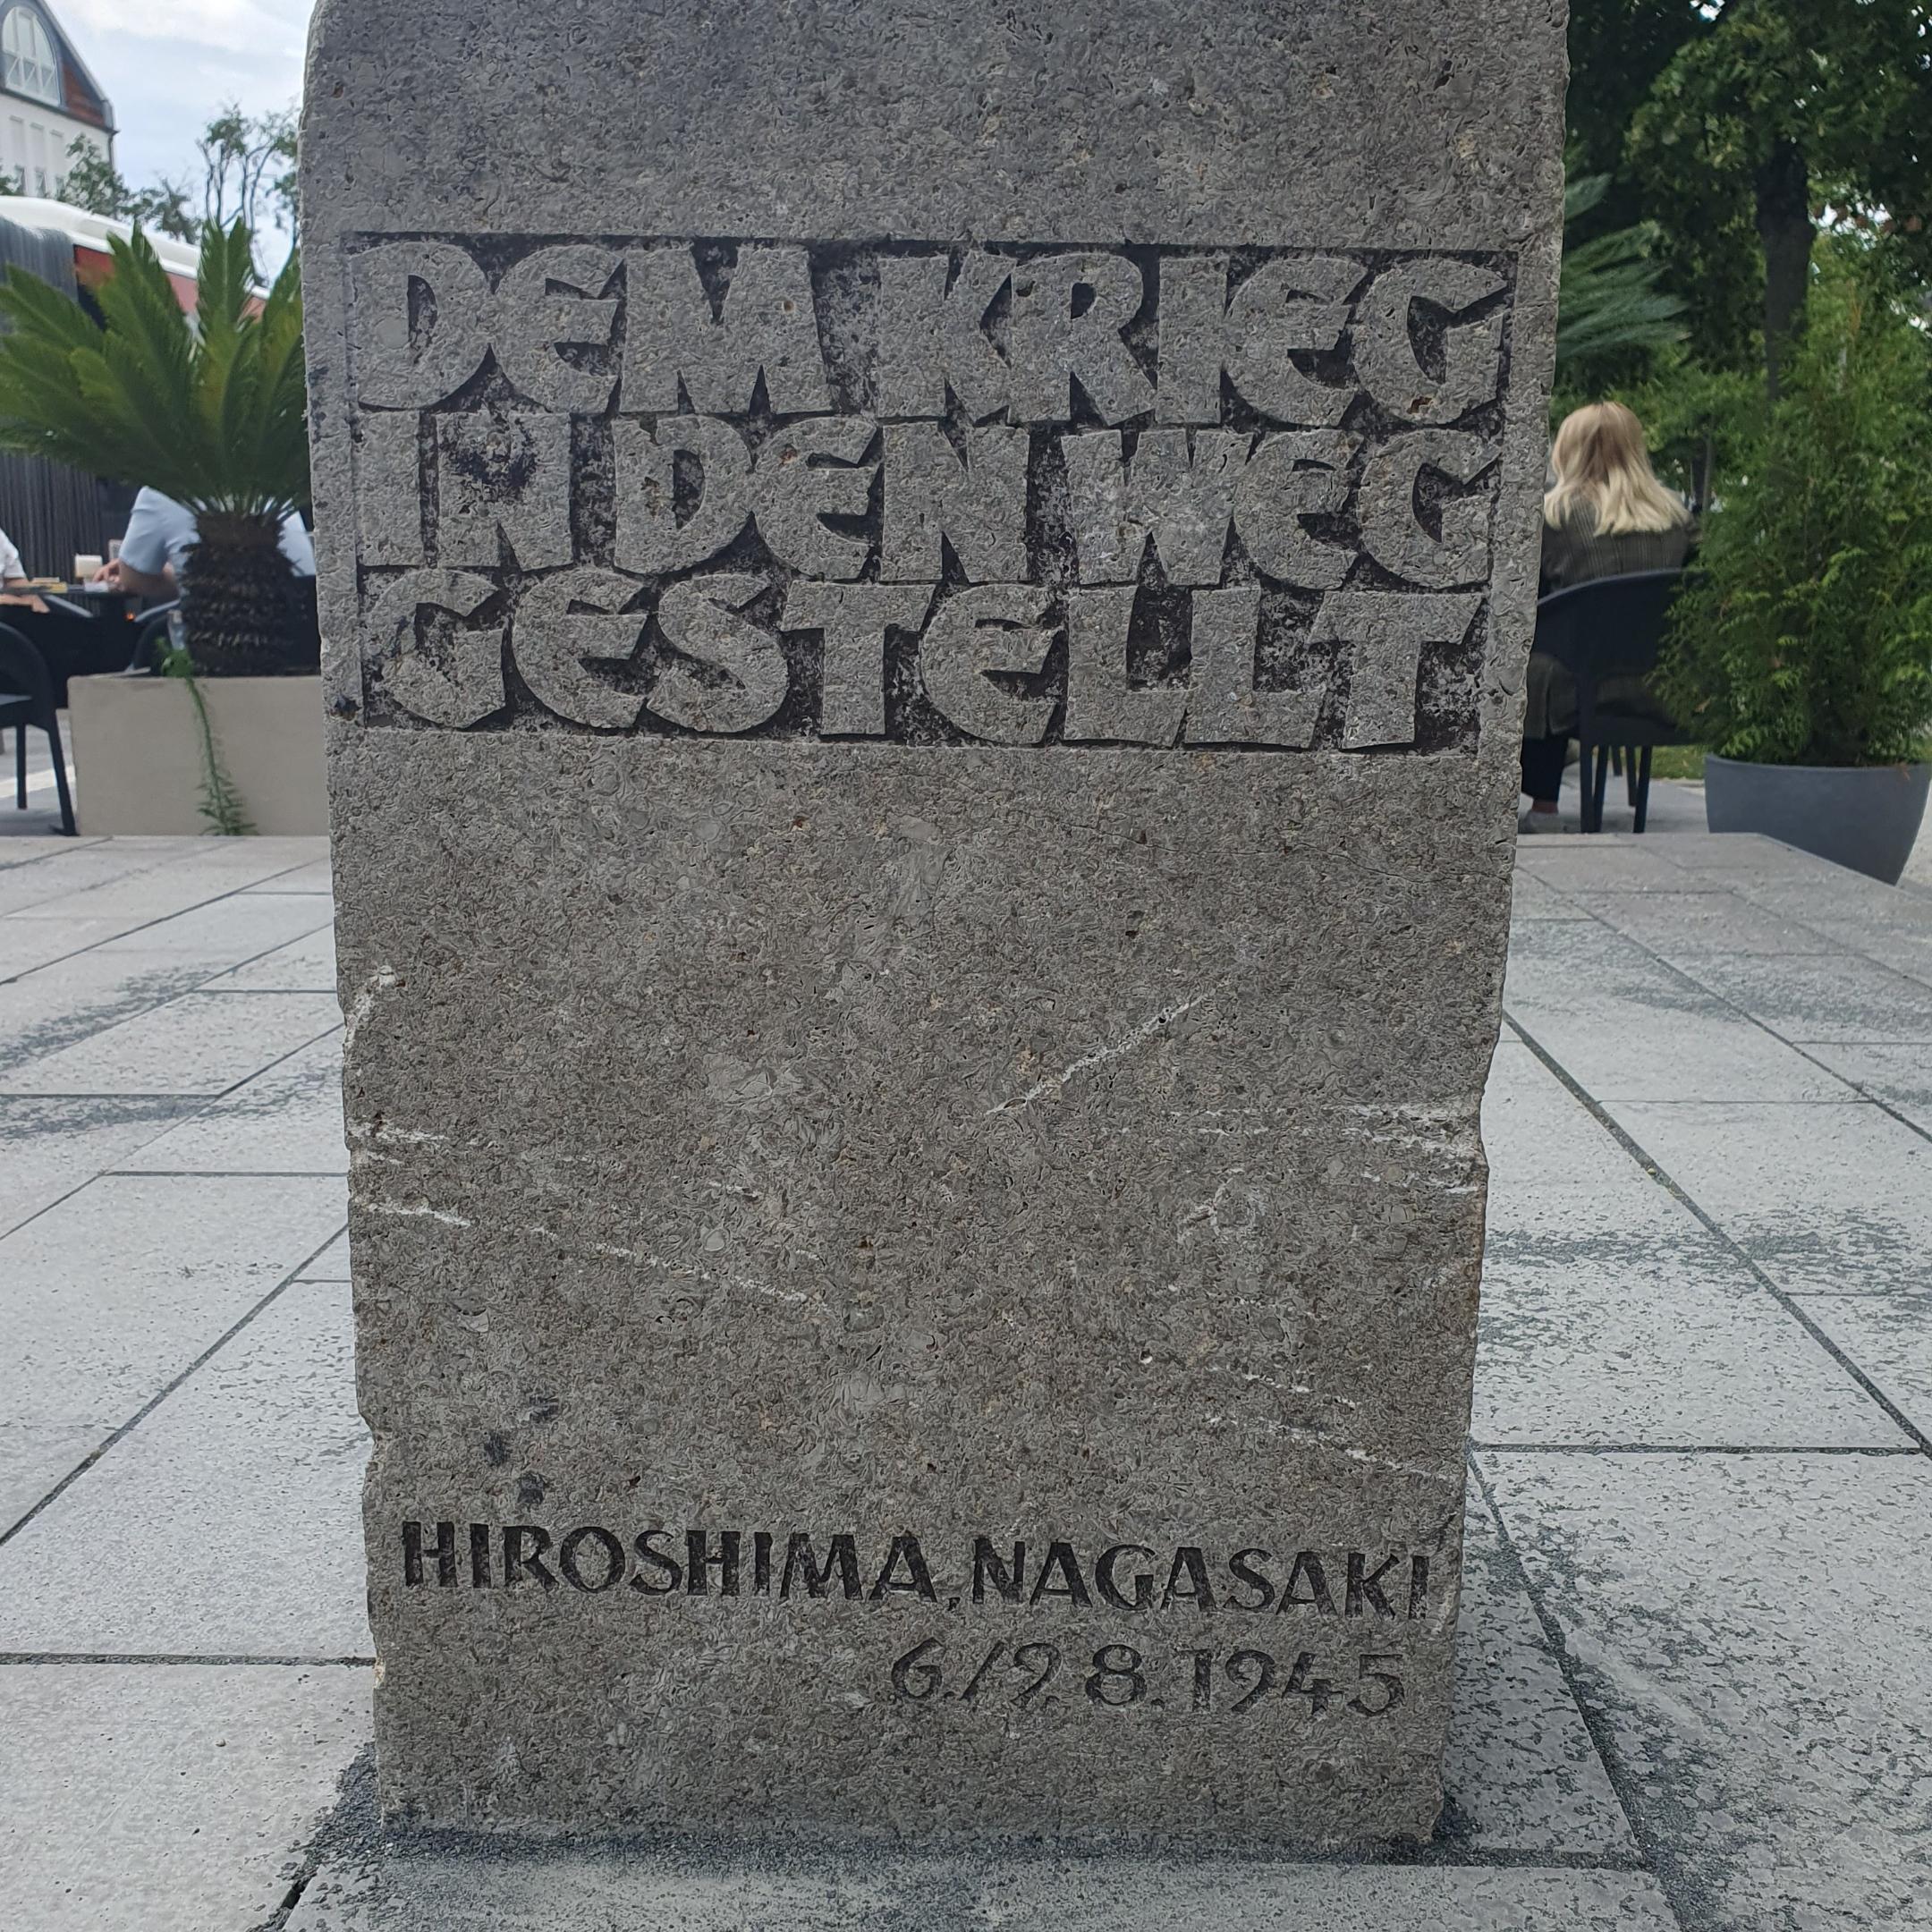 DEM KRIEG
IN DEN WEG
GESTELLT
HIROSHIMA, NAGASAKI
6./9.8.1945